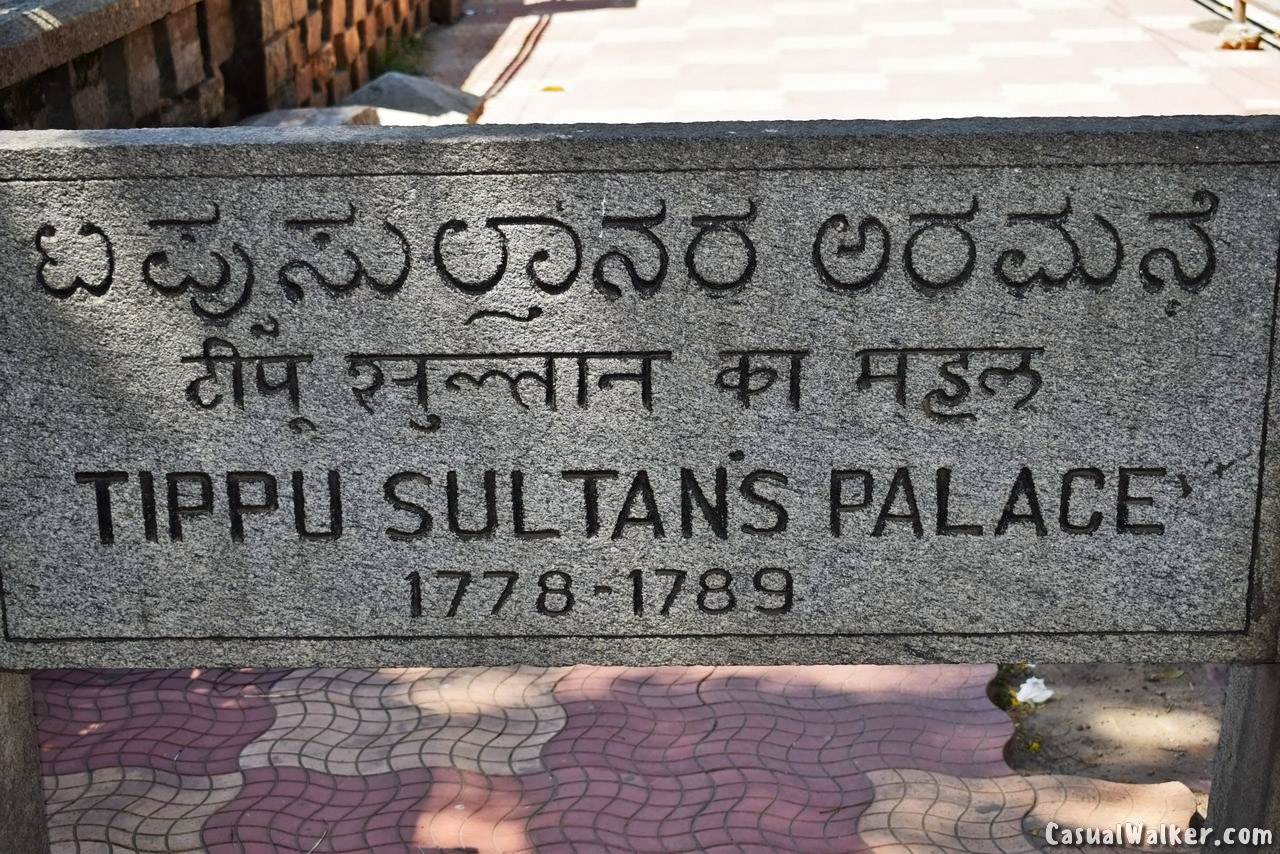 ಟಿಪ್ಪುಸುಲ್ತಾನರ ಅರಮನೆ
टीपू सुल्तान का महल
TIPPU SULTAN'S PALACE
1778-1789
CasualWalker.com